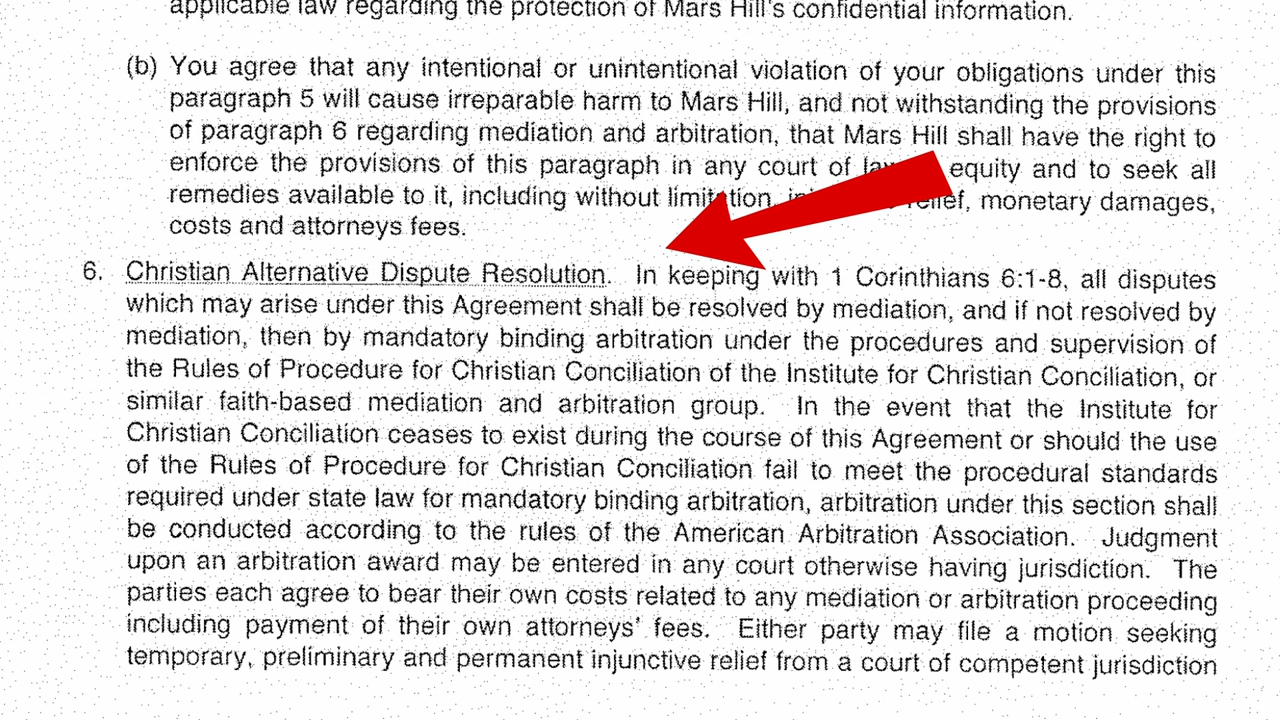 applicable law regarding the protection of Mars Hill's confidential information.
(b) You agree that any intentional or unintentional violation of your obligations under this
paragraph 5 will cause irreparable harm to Mars Hill, and not withstanding the provisions
of paragraph 6 regarding mediation and arbitration, that Mars Hill shall have the right to
enforce the provisions of this paragraph in any court of equity and to seek all
remedies available to it, including without limitation, relief, monetary damages,
costs and attorneys fees.
6. Christian Alternative Dispute Resolution. In keeping with 1 Corinthians 6:1-8, all disputes
which may arise under this Agreement shall be resolved by mediation, and if not resolved by
mediation, then by mandatory binding arbitration under the procedures and supervision of
the Rules of Procedure for Christian Conciliation of the Institute for Christian Conciliation, or
similar faith-based mediation and arbitration group. In the event that the Institute for
Christian Conciliation ceases to exist during the course of this Agreement or should the use
of the Rules of Procedure for Christian Conciliation fail to meet the procedural standards
required under state law for mandatory binding arbitration, arbitration under this section shall
be conducted according to the rules of the American Arbitration Association. Judgment
upon an arbitration award may be entered in any court otherwise having jurisdiction. The
parties each agree to bear their own costs related to any mediation or arbitration proceeding
including payment of their own attorneys' fees. Either party may file a motion seeking
temporary, preliminary and permanent injunctive relief from a court of competent jurisdiction